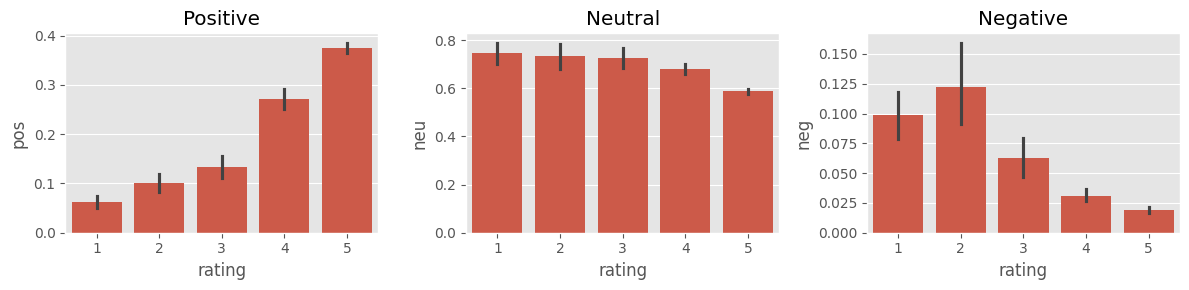 Positive
0.4
0.3
0.2
0.1
0.0
pos
1 2 3 4 5
rating
Neutral
0.8
0.6
0.4
0.2
0.0
neu
1 2 3 4 5
rating
Negative
0.150
0.125
0.100
0.075
0.050
0.025
0.000
neg
1 2 3 4 5
rating